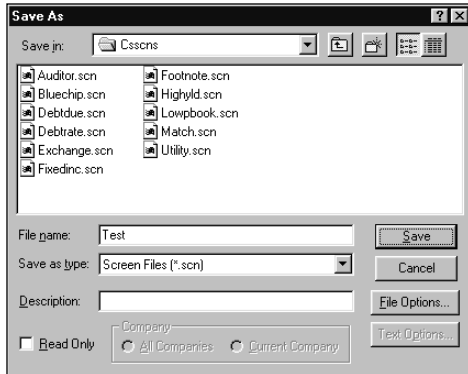 Save As
Save in: Csscns
Auditor.scn Footnote.scn
Bluechip.scn Highyld.scn
Debtdue.scn Lowpbook.scn
Debtrate.scn Match.scn
Exchange.scn Utility.scn
Fixedinc.scn
File name: Test Save
Save as type: Screen Files (*.scn) Cancel
Description: File Options...
Read Only Company Text Options...
All Companies Current Company